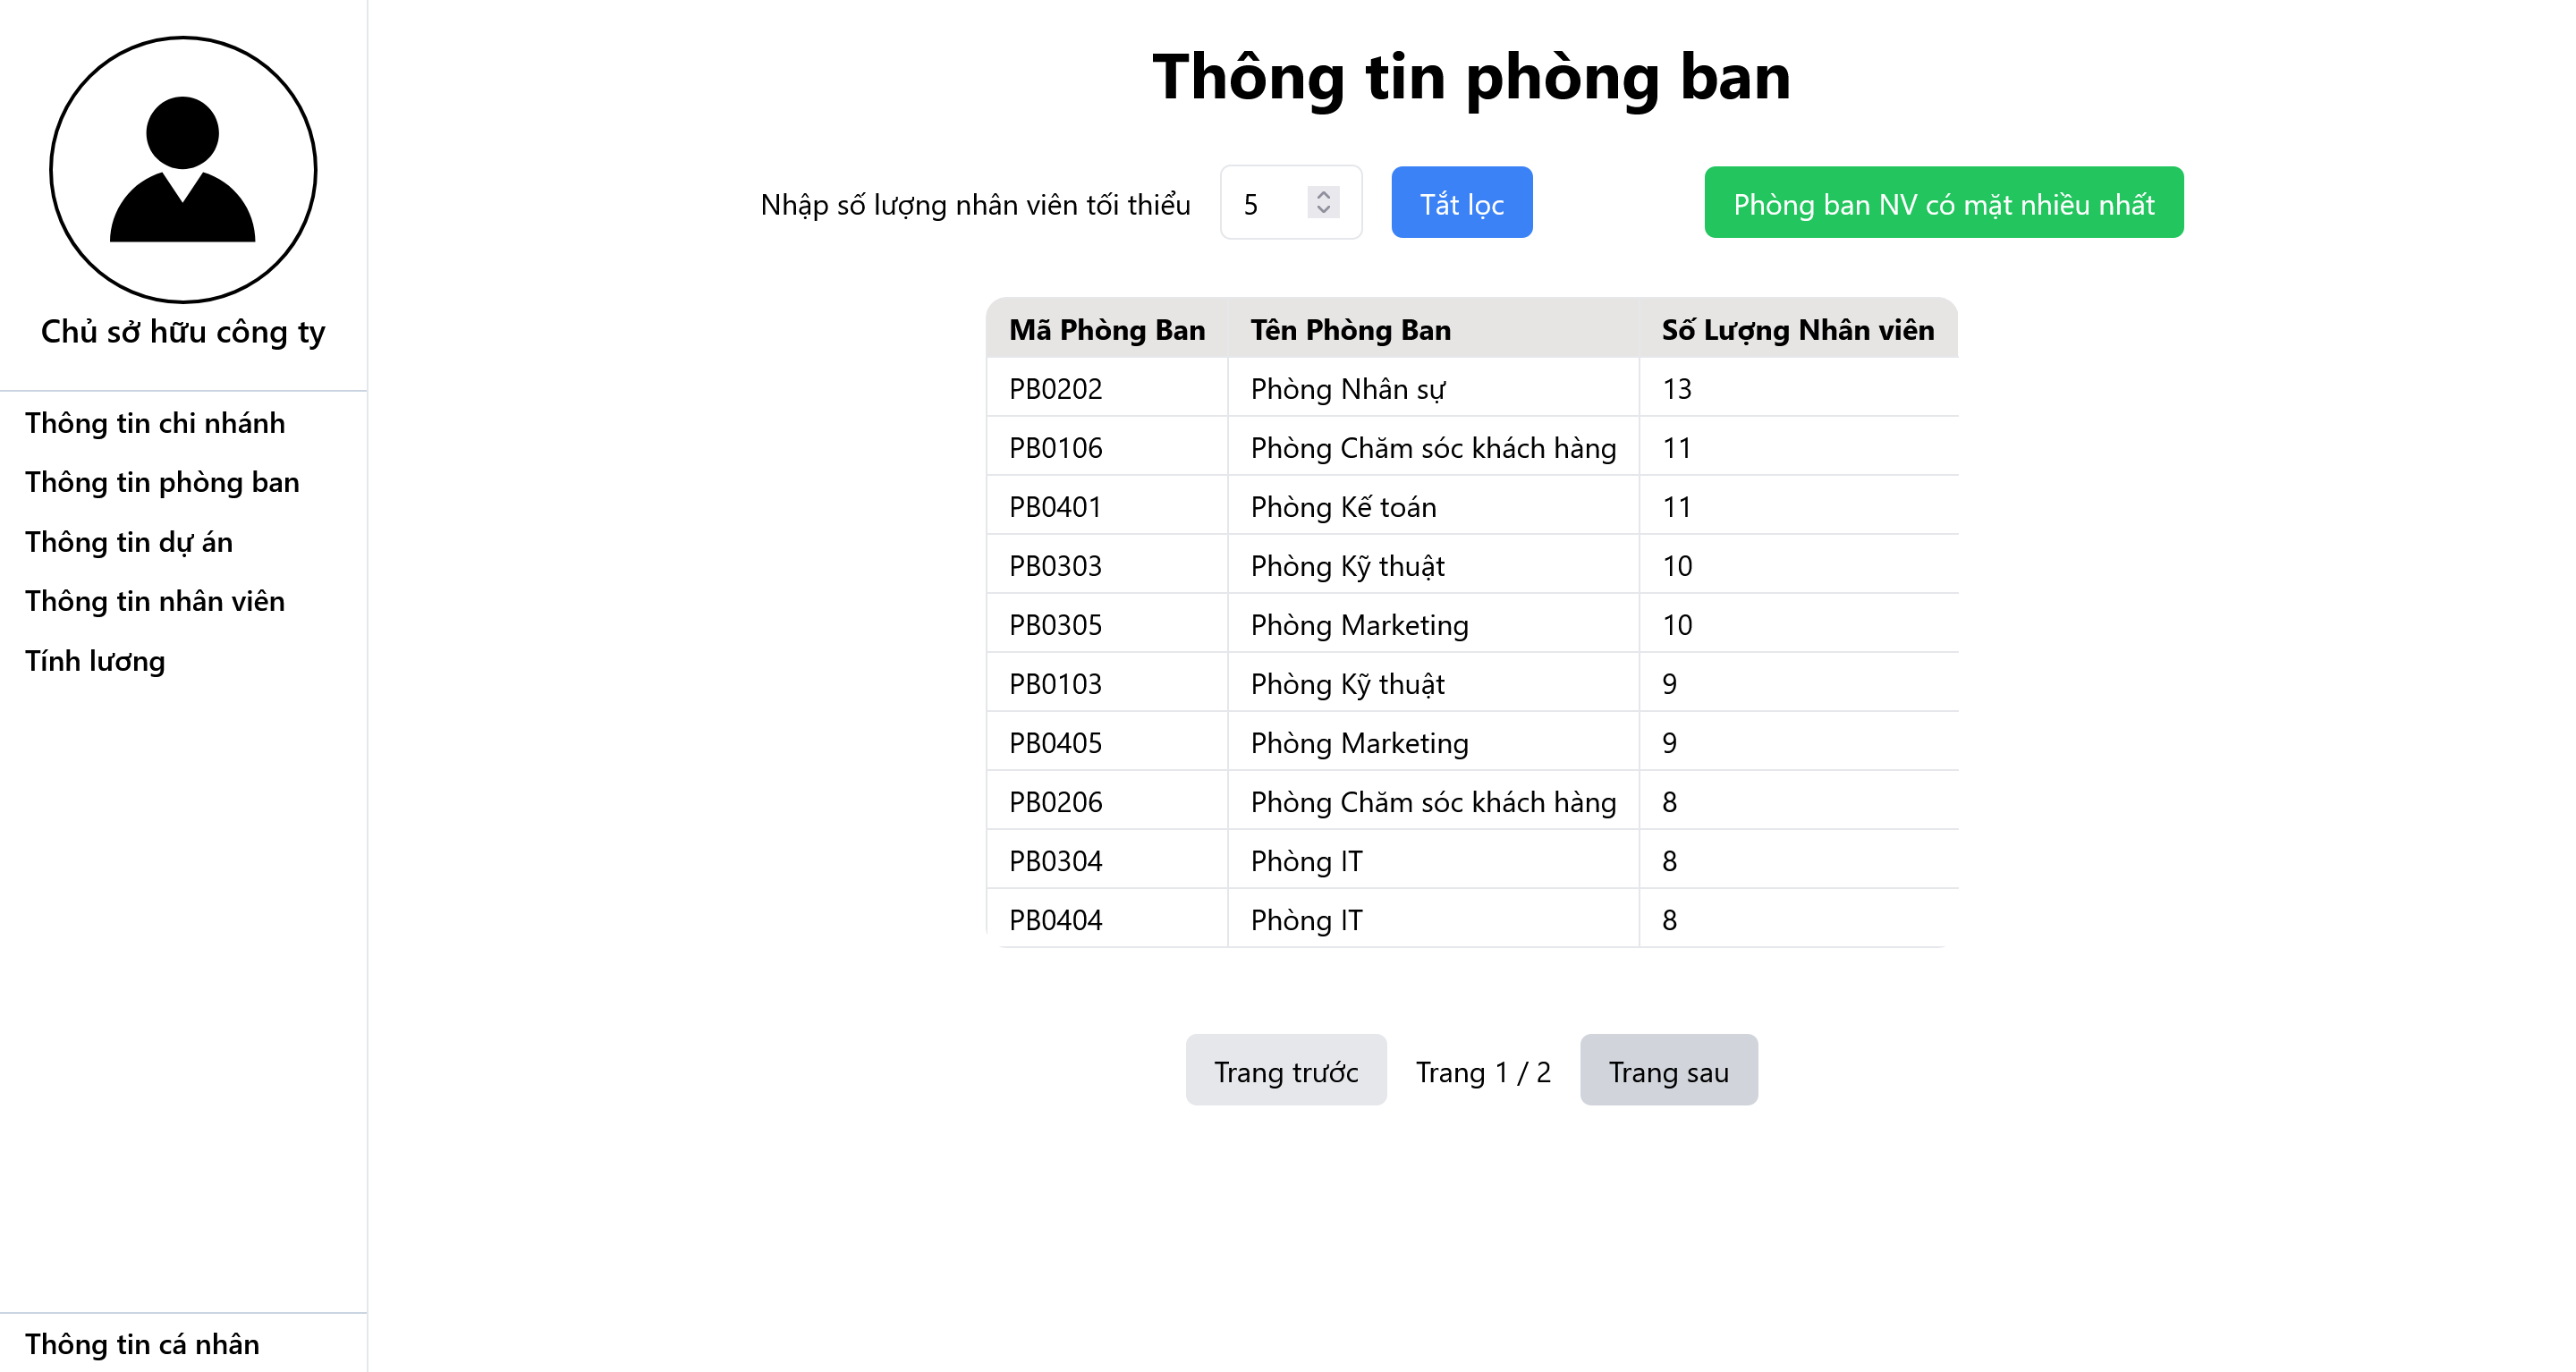 Chủ sở hữu công ty
Thông tin chi nhánh
Thông tin phòng ban
Thông tin dự án
Thông tin nhân viên
Tính lương
Thông tin cá nhân
Thông tin phòng ban
Nhập số lượng nhân viên tối thiểu 5 Tắt lọc Phòng ban NV có mặt nhiều nhất
Mã Phòng Ban Tên Phòng Ban Số Lượng Nhân viên
PB0202 Phòng Nhân sự 13
PB0106 Phòng Chăm sóc khách hàng 11
PB0401 Phòng Kế toán 11
PB0303 Phòng Kỹ thuật 10
PB0305 Phòng Marketing 10
PB0103 Phòng Kỹ thuật 9
PB0405 Phòng Marketing 9
PB0206 Phòng Chăm sóc khách hàng 8
PB0304 Phòng IT 8
PB0404 Phòng IT 8
Trang trước Trang 1 / 2 Trang sau